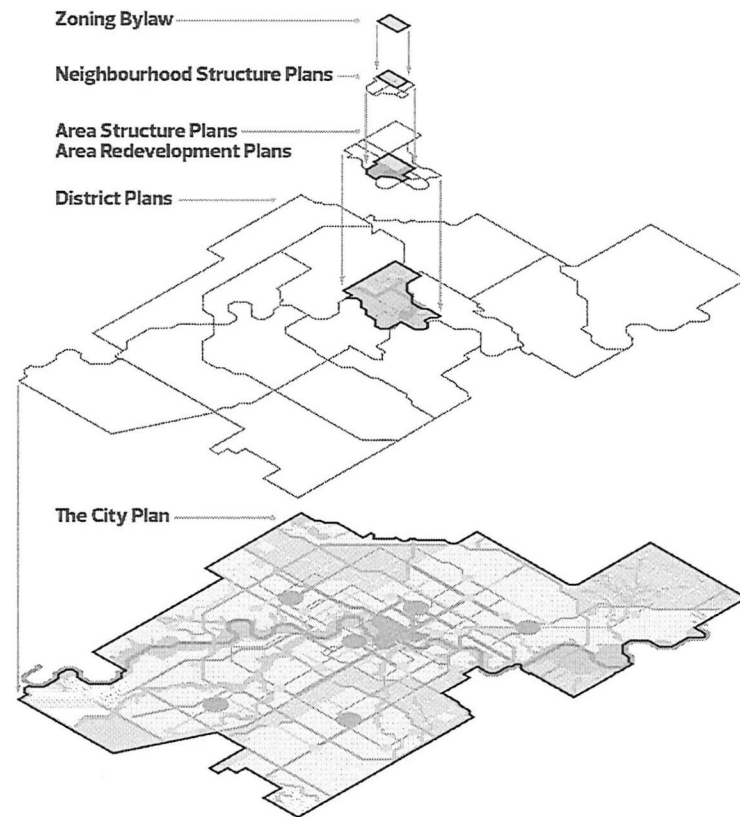 Zoning Bylaw
Neighbourhood Structure Plans
Area Structure Plans
Area Redevelopment Plans
District Plans
The City Plan